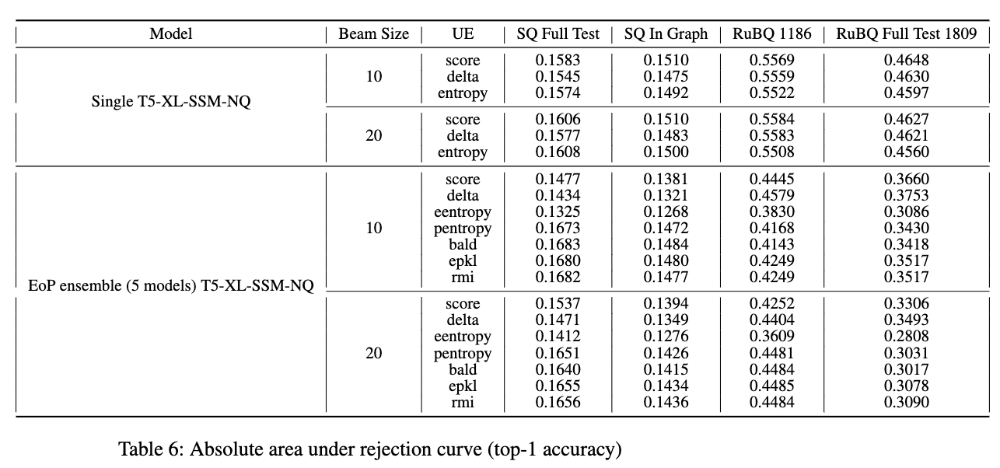 Model Beam Size UE SQ Full Test SQ In Graph RuBQ 1186 RuBQ Full Test 1809
Single T5-XL-SSM-NQ
10
score 0.1583 0.1510 0.5569 0.4648
delta 0.1545 0.1475 0.5559 0.4630
entropy 0.1574 0.1492 0.5522 0.4597
20
score 0.1606 0.1510 0.5584 0.4627
delta 0.1577 0.1483 0.5583 0.4621
entropy 0.1608 0.1500 0.5508 0.4560
EoP ensemble (5 models) T5-XL-SSM-NQ
10
score 0.1477 0.1381 0.4445 0.3660
delta 0.1434 0.1321 0.4579 0.3753
eentropy 0.1325 0.1268 0.3830 0.3086
pentropy 0.1673 0.1472 0.4168 0.3430
bald 0.1683 0.1484 0.4143 0.3418
epkl 0.1680 0.1480 0.4249 0.3517
rmi 0.1682 0.1477 0.4249 0.3517
20
score 0.1537 0.1394 0.4252 0.3306
delta 0.1471 0.1349 0.4404 0.3493
eentropy 0.1412 0.1276 0.3609 0.2808
pentropy 0.1651 0.1426 0.4481 0.3031
bald 0.1640 0.1415 0.4484 0.3017
epkl 0.1655 0.1434 0.4485 0.3078
rmi 0.1656 0.1436 0.4484 0.3090
Table 6: Absolute area under rejection curve (top-1 accuracy)